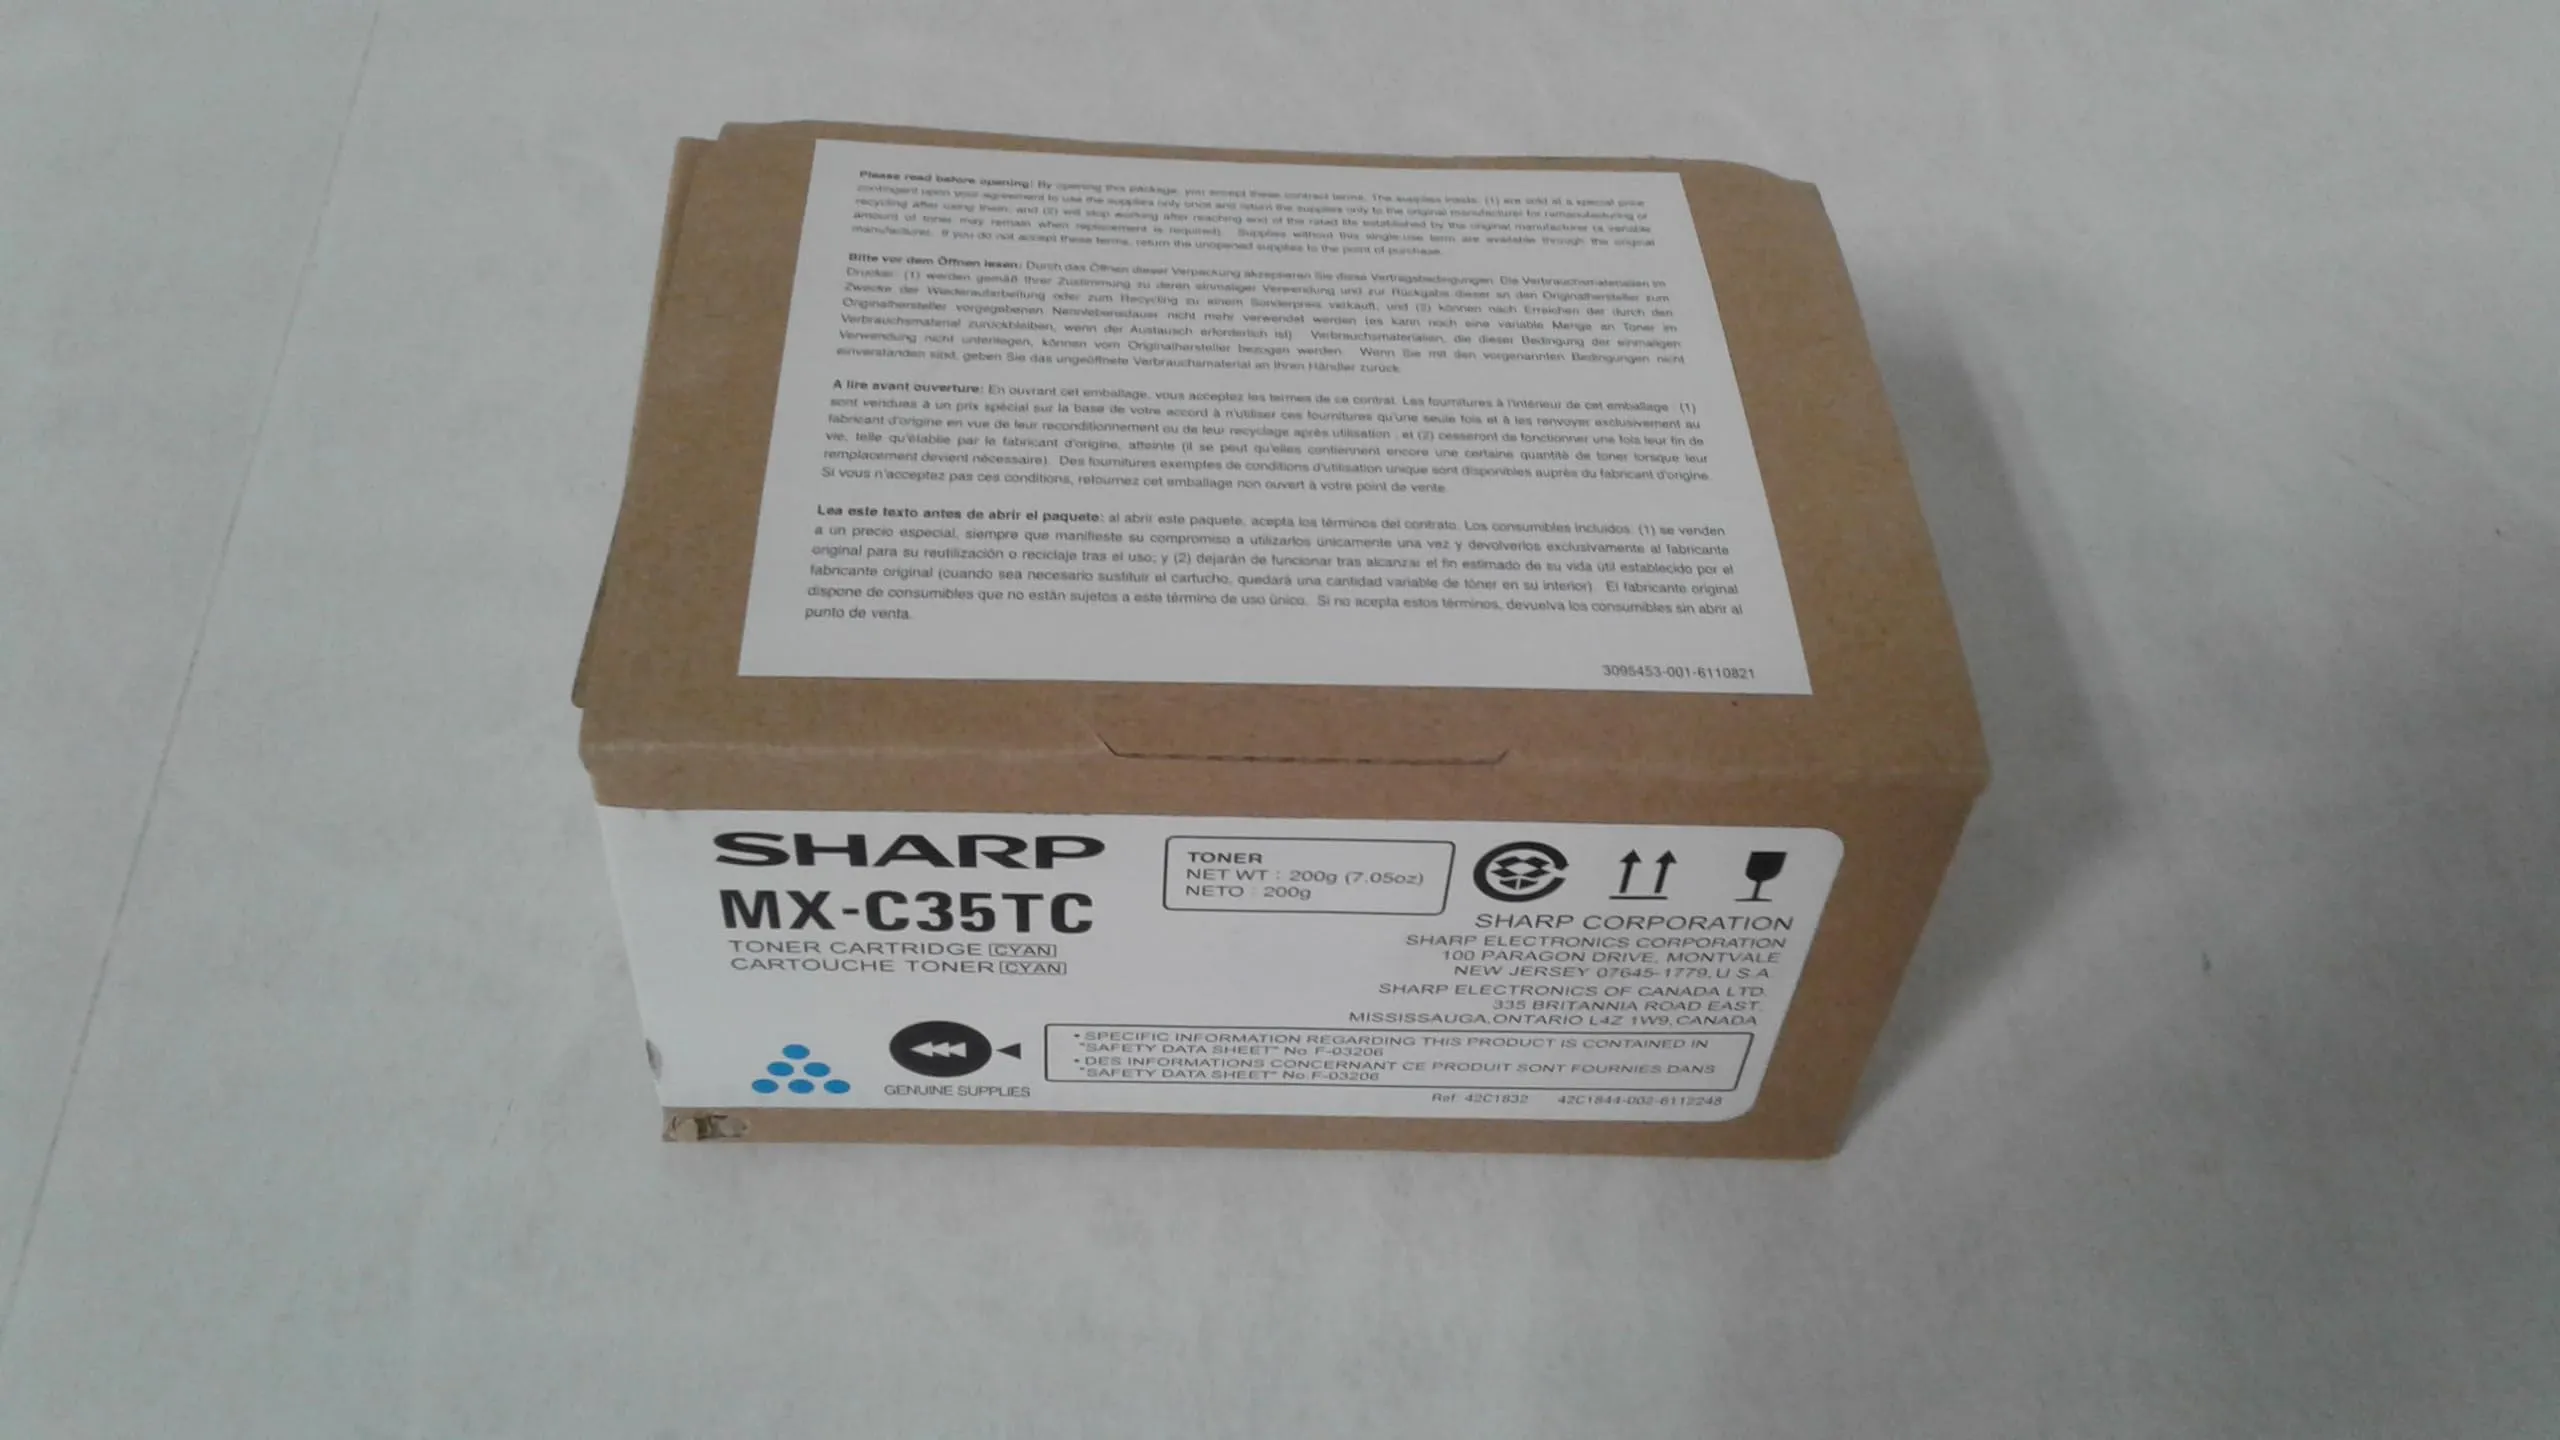 Please read before opening: By opening this package, you accept these contract terms. The supplies inside: (1) are sold at a special price
contingent upon your agreement to use the supplies only once and return the supplies only to the original manufacturer for remanufacturing or
recycling after using them; and (2) will stop working after reaching end of the rated life established by the original manufacturer (a variable
amount of toner may remain when replacement is required). Supplies without this single-use term are available through the original
manufacturer. If you do not accept these terms, return the unopened supplies to the point of purchase.
Bitte vor dem Öffnen lesen: Durch das Öffnen dieser Verpackung akzeptieren Sie diese Vertragsbedingungen. Die Verbrauchsmaterialien im
Drucker: (1) werden gemäß Ihrer Zustimmung zu deren einmaliger Verwendung und zur Rückgabe dieser an den Originalhersteller zum
Zwecke der Wiederaufarbeitung oder zum Recycling zu einem Sonderpreis verkauft, und (2) können nach Erreichen der durch den
Originalhersteller vorgegebenen Nennlebensdauer nicht mehr verwendet werden (es kann noch eine variable Menge an Toner im
Verbrauchsmaterial zurückbleiben, wenn der Austausch erforderlich ist). Verbrauchsmaterialien, die dieser Bedingung der einmaligen
Verwendung nicht unterliegen, können vom Originalhersteller bezogen werden. Wenn Sie mit den vorgenannten Bedingungen nicht
einverstanden sind, geben Sie das ungeöffnete Verbrauchsmaterial an Ihren Händler zurück.
A lire avant ouverture: En ouvrant cet emballage, vous acceptez les termes de ce contrat. Les fournitures à l'intérieur de cet emballage : (1)
sont vendues à un prix spécial sur la base de votre accord à n'utiliser ces fournitures qu'une seule fois et à les renvoyer exclusivement au
fabricant d'origine en vue de leur reconditionnement ou de leur recyclage après utilisation ; et (2) cesseront de fonctionner une fois leur fin de
vie, telle qu'établie par le fabricant d'origine, atteinte (il se peut qu'elles contiennent encore une certaine quantité de toner lorsque leur
remplacement devient nécessaire). Des fournitures exemptes de conditions d'utilisation unique sont disponibles auprès du fabricant d'origine.
Si vous n'acceptez pas ces conditions, retournez cet emballage non ouvert à votre point de vente.
Lea este texto antes de abrir el paquete: al abrir este paquete, acepta los términos del contrato. Los consumibles incluidos: (1) se venden
a un precio especial, siempre que manifieste su compromiso a utilizarlos únicamente una vez y devolverlos exclusivamente al fabricante
original para su reutilización o reciclaje tras el uso; y (2) dejarán de funcionar tras alcanzar el fin estimado de su vida útil establecido por el
fabricante original (cuando sea necesario sustituir el cartucho, quedará una cantidad variable de tóner en su interior). El fabricante original
dispone de consumibles que no están sujetos a este término de uso único. Si no acepta estos términos, devuelva los consumibles sin abrir al
punto de venta.
3095453-001-6110821
SHARP
MX-C35TC
TONER CARTRIDGE [CYAN]
CARTOUCHE TONER [CYAN]
TONER
NET WT : 200g (7.05oz)
NETO : 200g
SHARP CORPORATION
SHARP ELECTRONICS CORPORATION
100 PARAGON DRIVE, MONTVALE
NEW JERSEY 07645-1779, U.S.A.
SHARP ELECTRONICS OF CANADA LTD.
335 BRITANNIA ROAD EAST,
MISSISSAUGA, ONTARIO L4Z 1W9, CANADA
GENUINE SUPPLIES
• SPECIFIC INFORMATION REGARDING THIS PRODUCT IS CONTAINED IN
"SAFETY DATA SHEET" No. F-03206
• DES INFORMATIONS CONCERNANT CE PRODUIT SONT FOURNIES DANS
"SAFETY DATA SHEET" No. F-03206
Ref. 42C1832 42C1844-002-6112248